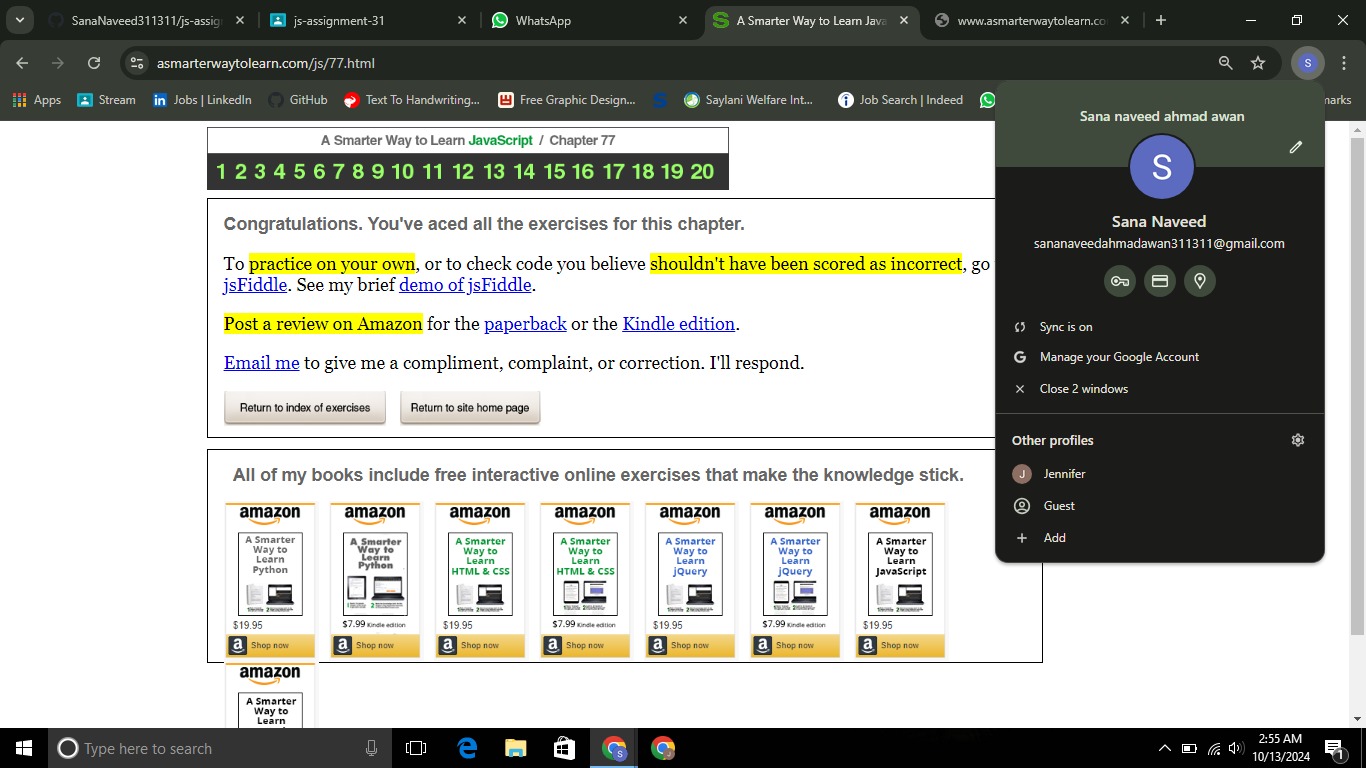 SanaNaveed311311/js-assig
js-assignment-31
WhatsApp
A Smarter Way to Learn Java
www.asmarterwaytolearn.co
asmarterwaytolearn.com/js/77.html
S
Apps
Stream
Jobs | LinkedIn
GitHub
Text To Handwriting...
Free Graphic Design...
Saylani Welfare Int...
Job Search | Indeed
marks
Sana naveed ahmad awan
S
Sana Naveed
sananaveedahmadawan311311@gmail.com
Sync is on
Manage your Google Account
Close 2 windows
Other profiles
J Jennifer
Guest
Add
A Smarter Way to Learn JavaScript / Chapter 77
1 2 3 4 5 6 7 8 9 10 11 12 13 14 15 16 17 18 19 20
Congratulations. You've aced all the exercises for this chapter.
To practice on your own, or to check code you believe shouldn't have been scored as incorrect, go
jsFiddle. See my brief demo of jsFiddle.
Post a review on Amazon for the paperback or the Kindle edition.
Email me to give me a compliment, complaint, or correction. I'll respond.
Return to index of exercises
Return to site home page
All of my books include free interactive online exercises that make the knowledge stick.
amazon
A Smarter
Way to
Learn
Python
$19.95
Shop now
amazon
A Smarter
Way to
Learn
Python
$7.99 Kindle edition
Shop now
amazon
A Smarter
Way to
Learn
HTML & CSS
$19.95
Shop now
amazon
A Smarter
Way to
Learn
HTML & CSS
$7.99 Kindle edition
Shop now
amazon
A Smarter
Way to
Learn
jQuery
$19.95
Shop now
amazon
A Smarter
Way to
Learn
jQuery
$7.99 Kindle edition
Shop now
amazon
A Smarter
Way to
Learn
JavaScript
$19.95
Shop now
amazon
A Smarter
Way to
Learn
Type here to search
2:55 AM
10/13/2024
1